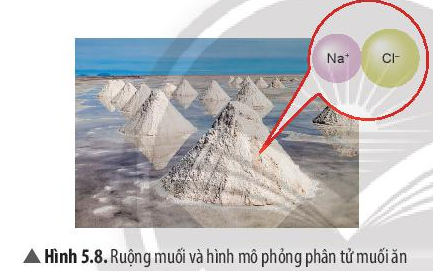 Na⁺ Cl⁻
▲ Hình 5.8. Ruộng muối và hình mô phỏng phân tử muối ăn